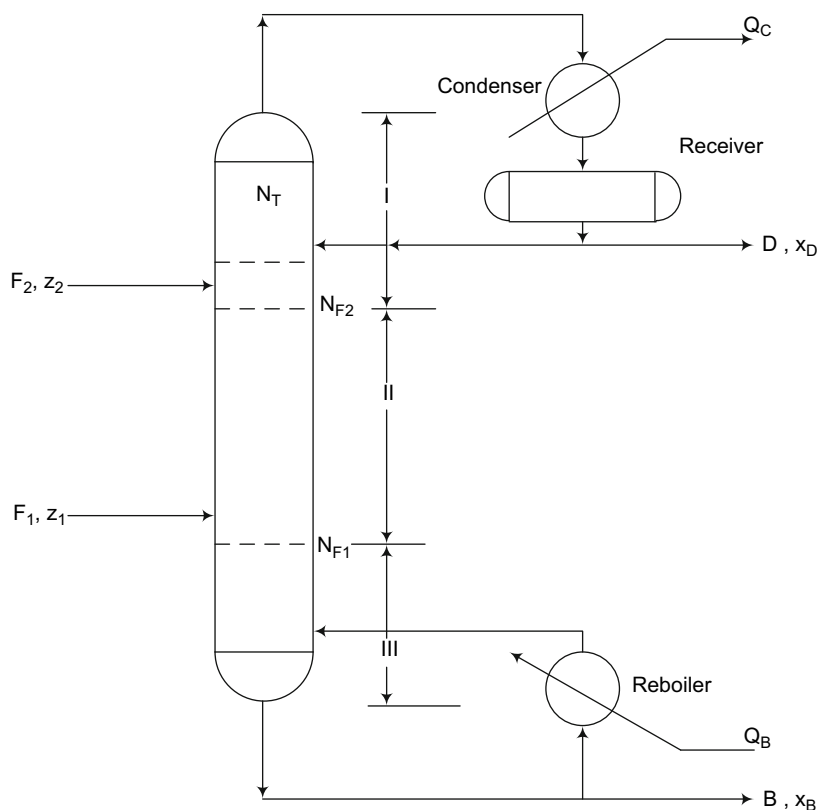 Q_C
Condenser
Receiver
N_T
I
D , x_D
F_2, z_2
N_F2
II
F_1, z_1
N_F1
III
Reboiler
Q_B
B , x_B